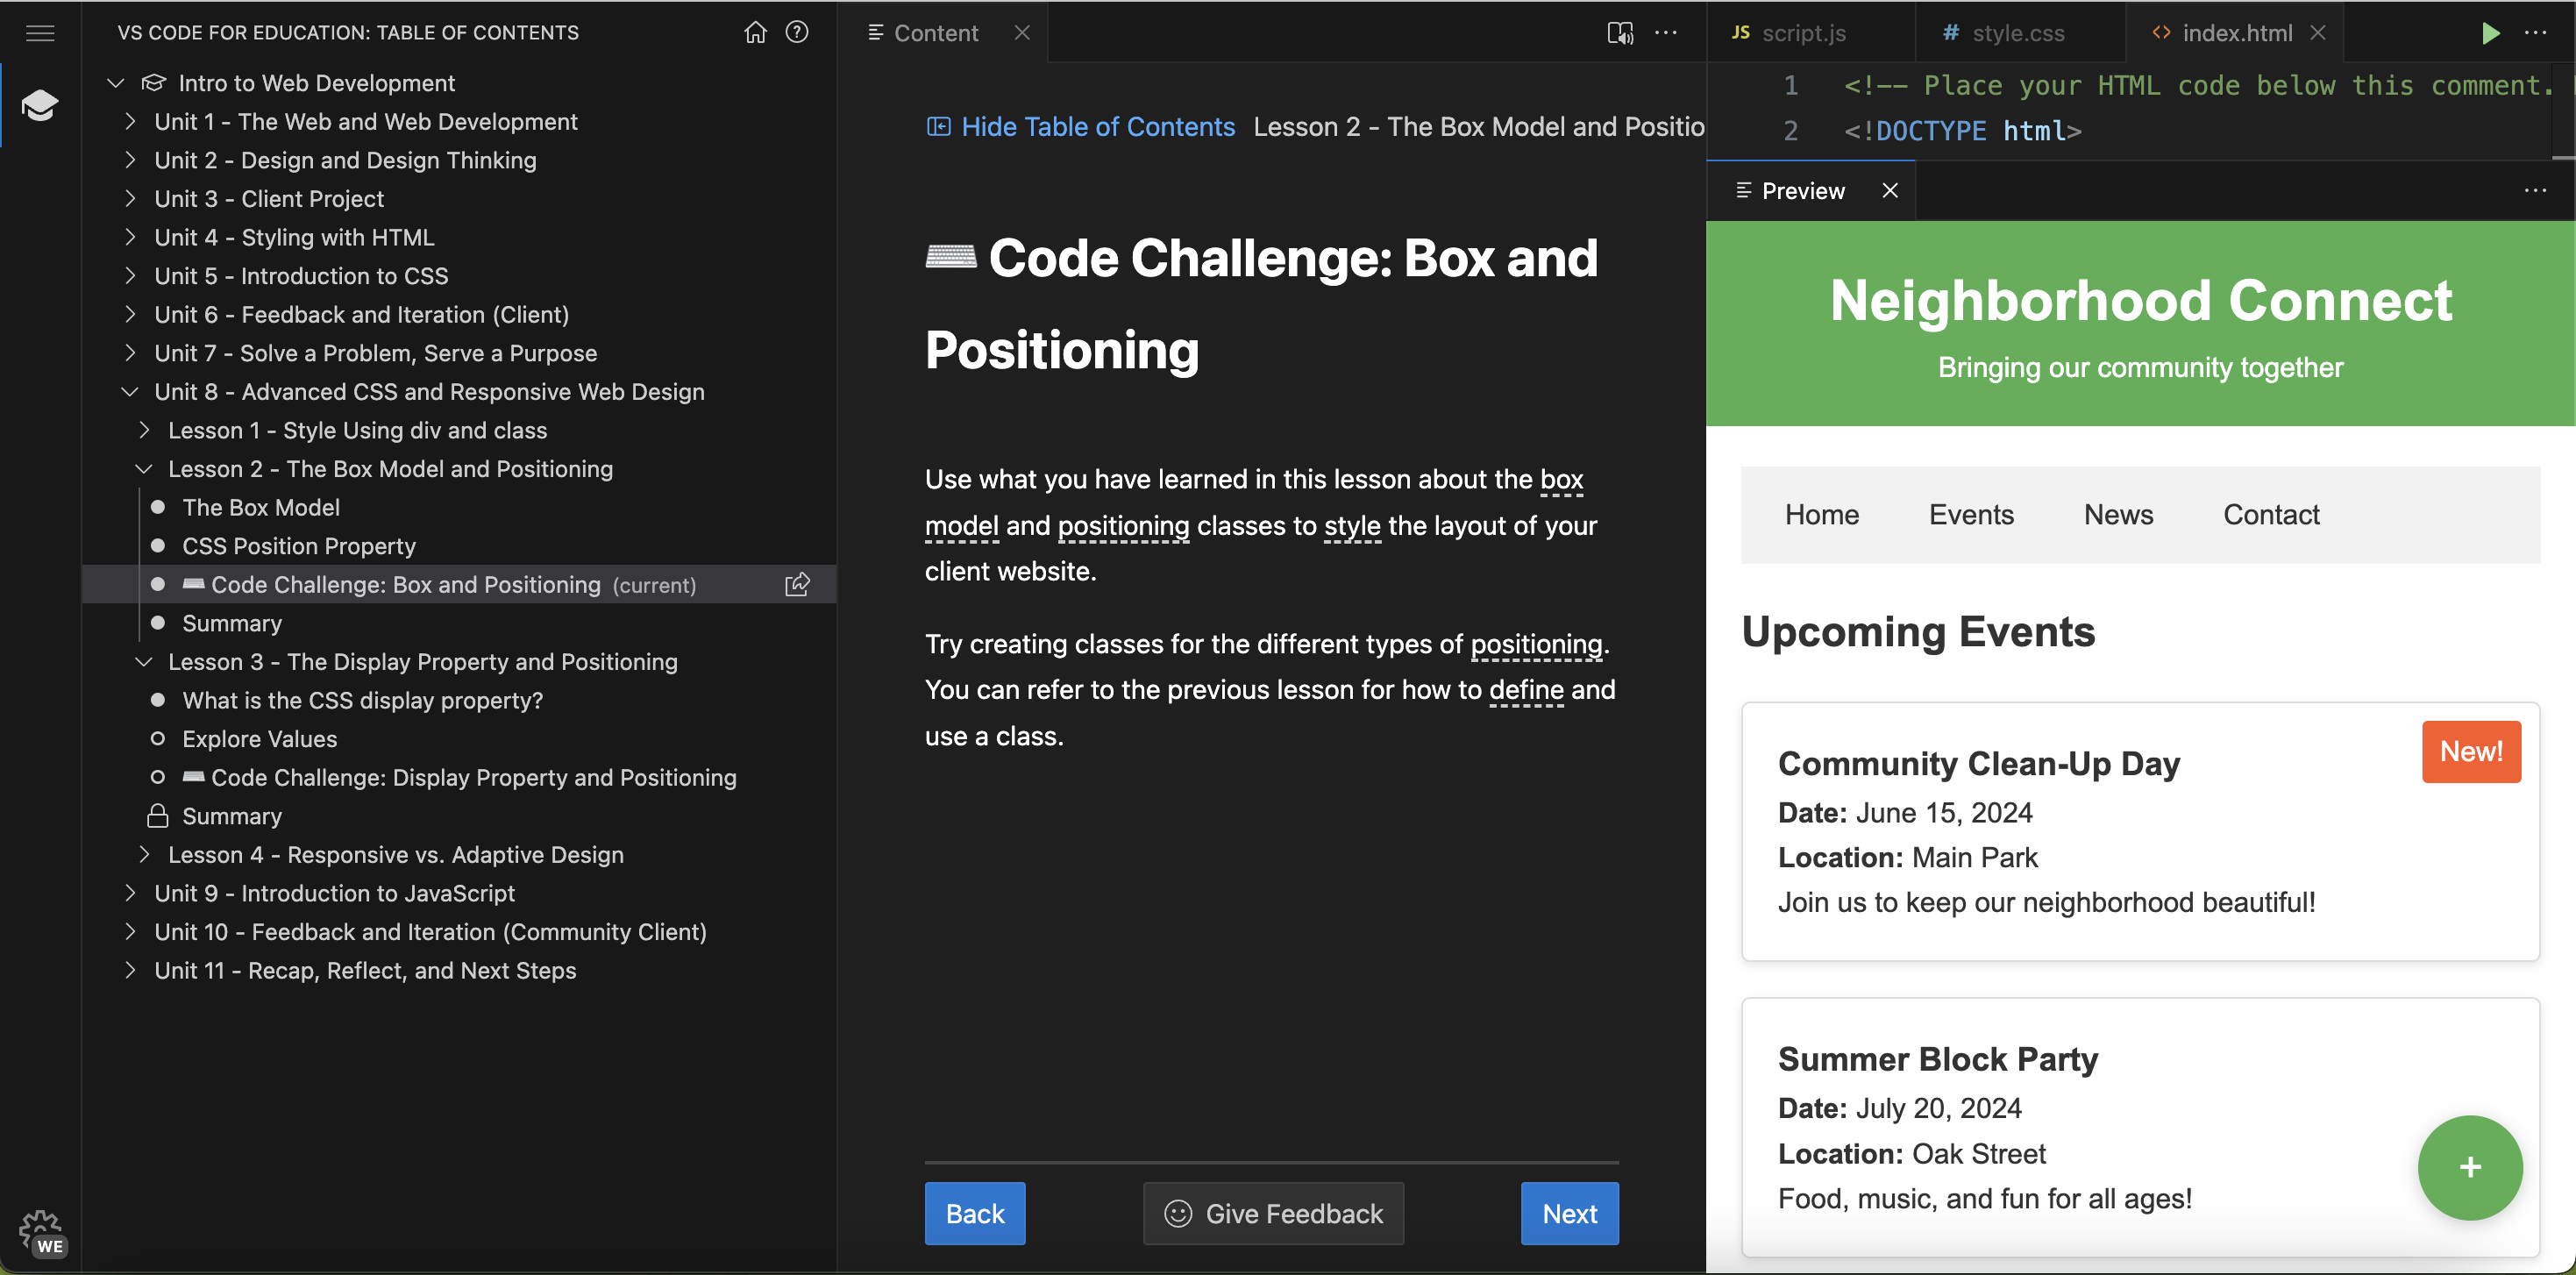 VS CODE FOR EDUCATION: TABLE OF CONTENTS
Intro to Web Development
Unit 1 - The Web and Web Development
Unit 2 - Design and Design Thinking
Unit 3 - Client Project
Unit 4 - Styling with HTML
Unit 5 - Introduction to CSS
Unit 6 - Feedback and Iteration (Client)
Unit 7 - Solve a Problem, Serve a Purpose
Unit 8 - Advanced CSS and Responsive Web Design
Lesson 1 - Style Using div and class
Lesson 2 - The Box Model and Positioning
The Box Model
CSS Position Property
Code Challenge: Box and Positioning (current)
Summary
Lesson 3 - The Display Property and Positioning
What is the CSS display property?
Explore Values
Code Challenge: Display Property and Positioning
Summary
Lesson 4 - Responsive vs. Adaptive Design
Unit 9 - Introduction to JavaScript
Unit 10 - Feedback and Iteration (Community Client)
Unit 11 - Recap, Reflect, and Next Steps
WE
Content
Hide Table of Contents Lesson 2 - The Box Model and Positio
Code Challenge: Box and
Positioning
Use what you have learned in this lesson about the box
model and positioning classes to style the layout of your
client website.
Try creating classes for the different types of positioning.
You can refer to the previous lesson for how to define and
use a class.
Back
Give Feedback
Next
JS script.js
# style.css
<> index.html
1 <!-- Place your HTML code below this comment.
2 <!DOCTYPE html>
Preview
Neighborhood Connect
Bringing our community together
Home Events News Contact
Upcoming Events
New!
Community Clean-Up Day
Date: June 15, 2024
Location: Main Park
Join us to keep our neighborhood beautiful!
Summer Block Party
Date: July 20, 2024
Location: Oak Street
Food, music, and fun for all ages!
+